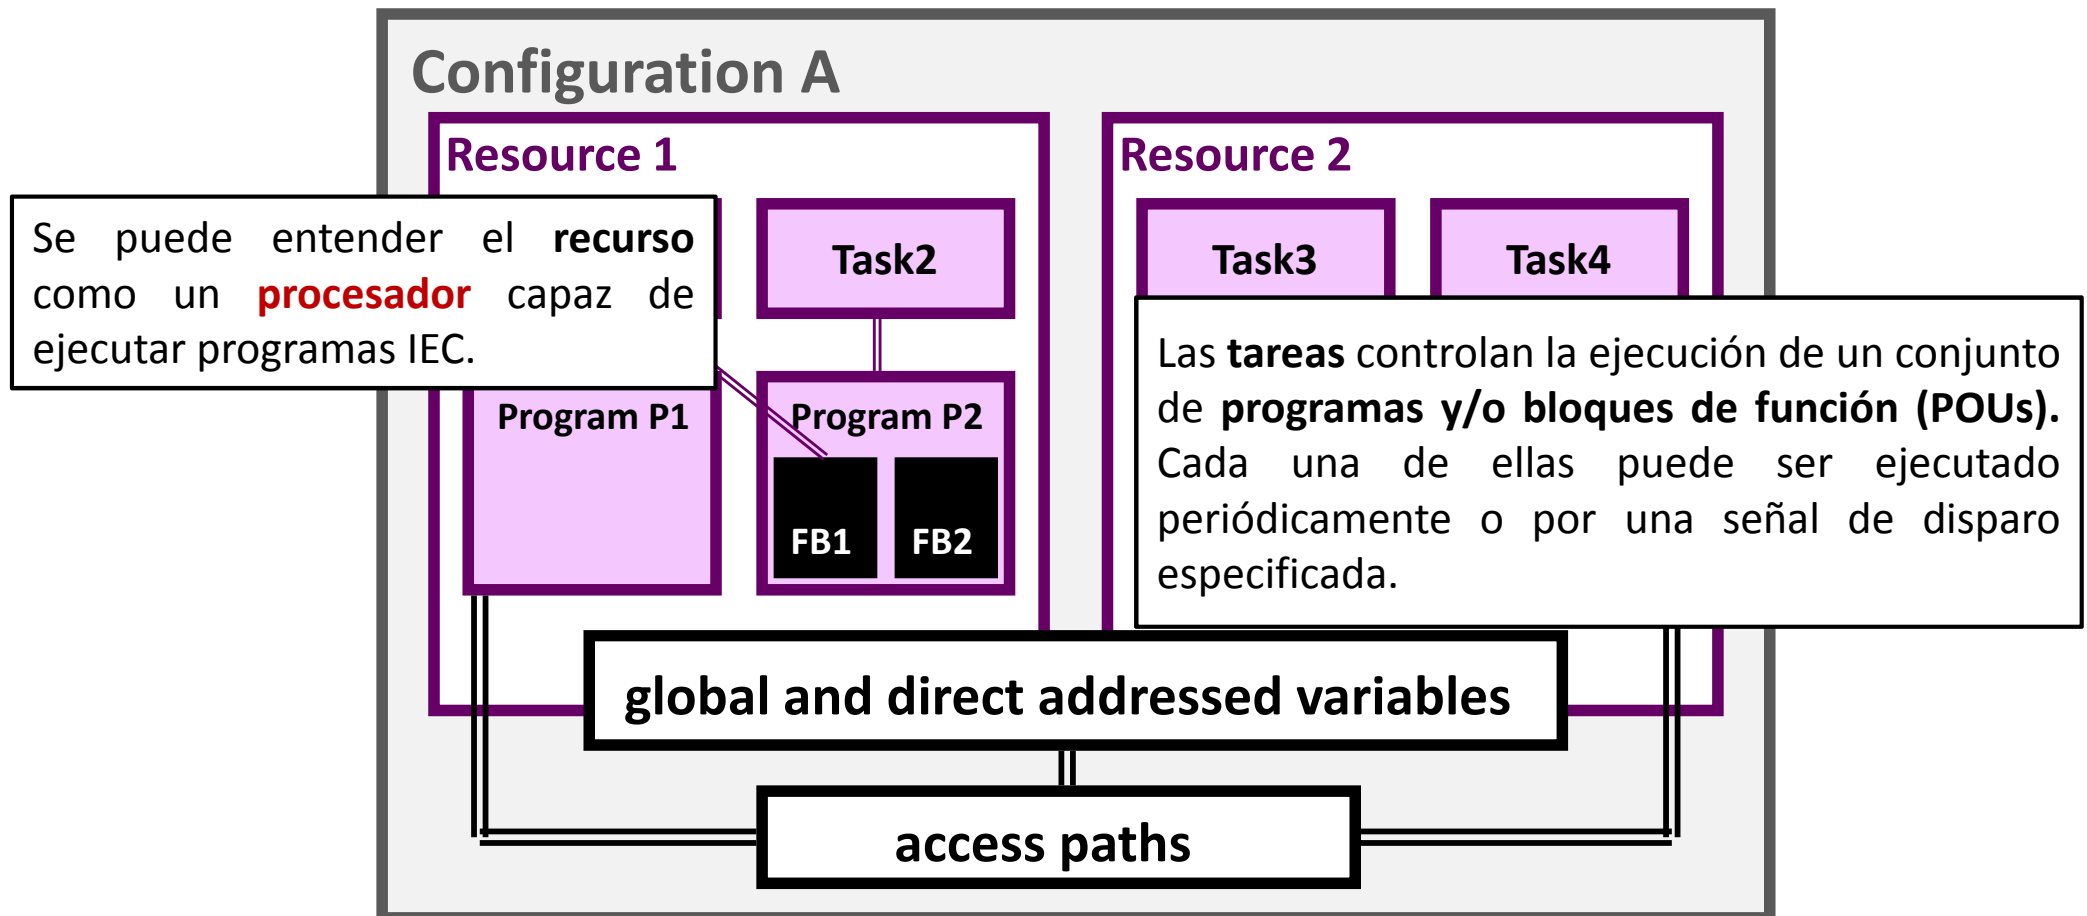 Configuration A
Resource 1
Resource 2
Se puede entender el recurso
como un procesador capaz de
ejecutar programas IEC.
Task2
Task3
Task4
Program P1
Program P2
FB1
FB2
Las tareas controlan la ejecución de un conjunto
de programas y/o bloques de función (POUs).
Cada una de ellas puede ser ejecutado
periódicamente o por una señal de disparo
especificada.
global and direct addressed variables
access paths